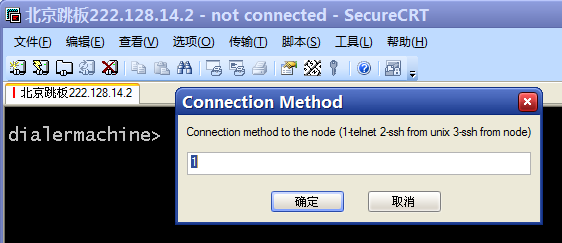 北京跳板222.128.14.2 - not connected - SecureCRT
文件(F) 编辑(E) 查看(V) 选项(O) 传输(T) 脚本(S) 工具(L) 帮助(H)
北京跳板222.128.14.2
dialermachine>
Connection Method
Connection method to the node (1-telnet 2-ssh from unix 3-ssh from node)
1
确定 取消